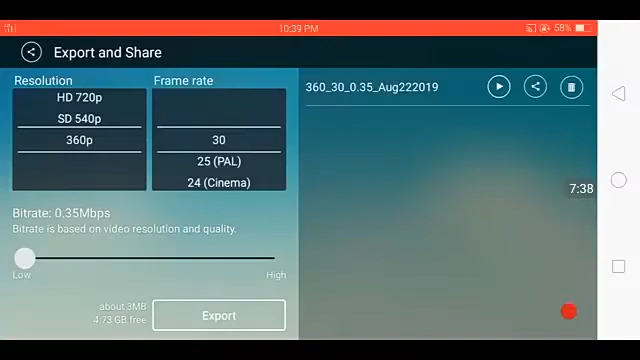 10:39 PM
58%
Export and Share
Resolution
Frame rate
HD 720p
SD 540p
360p
30
25 (PAL)
24 (Cinema)
360_30_0.35_Aug222019
7:38
Bitrate: 0.35Mbps
Bitrate is based on video resolution and quality.
Low
High
about 3MB
4.73 GB free
Export